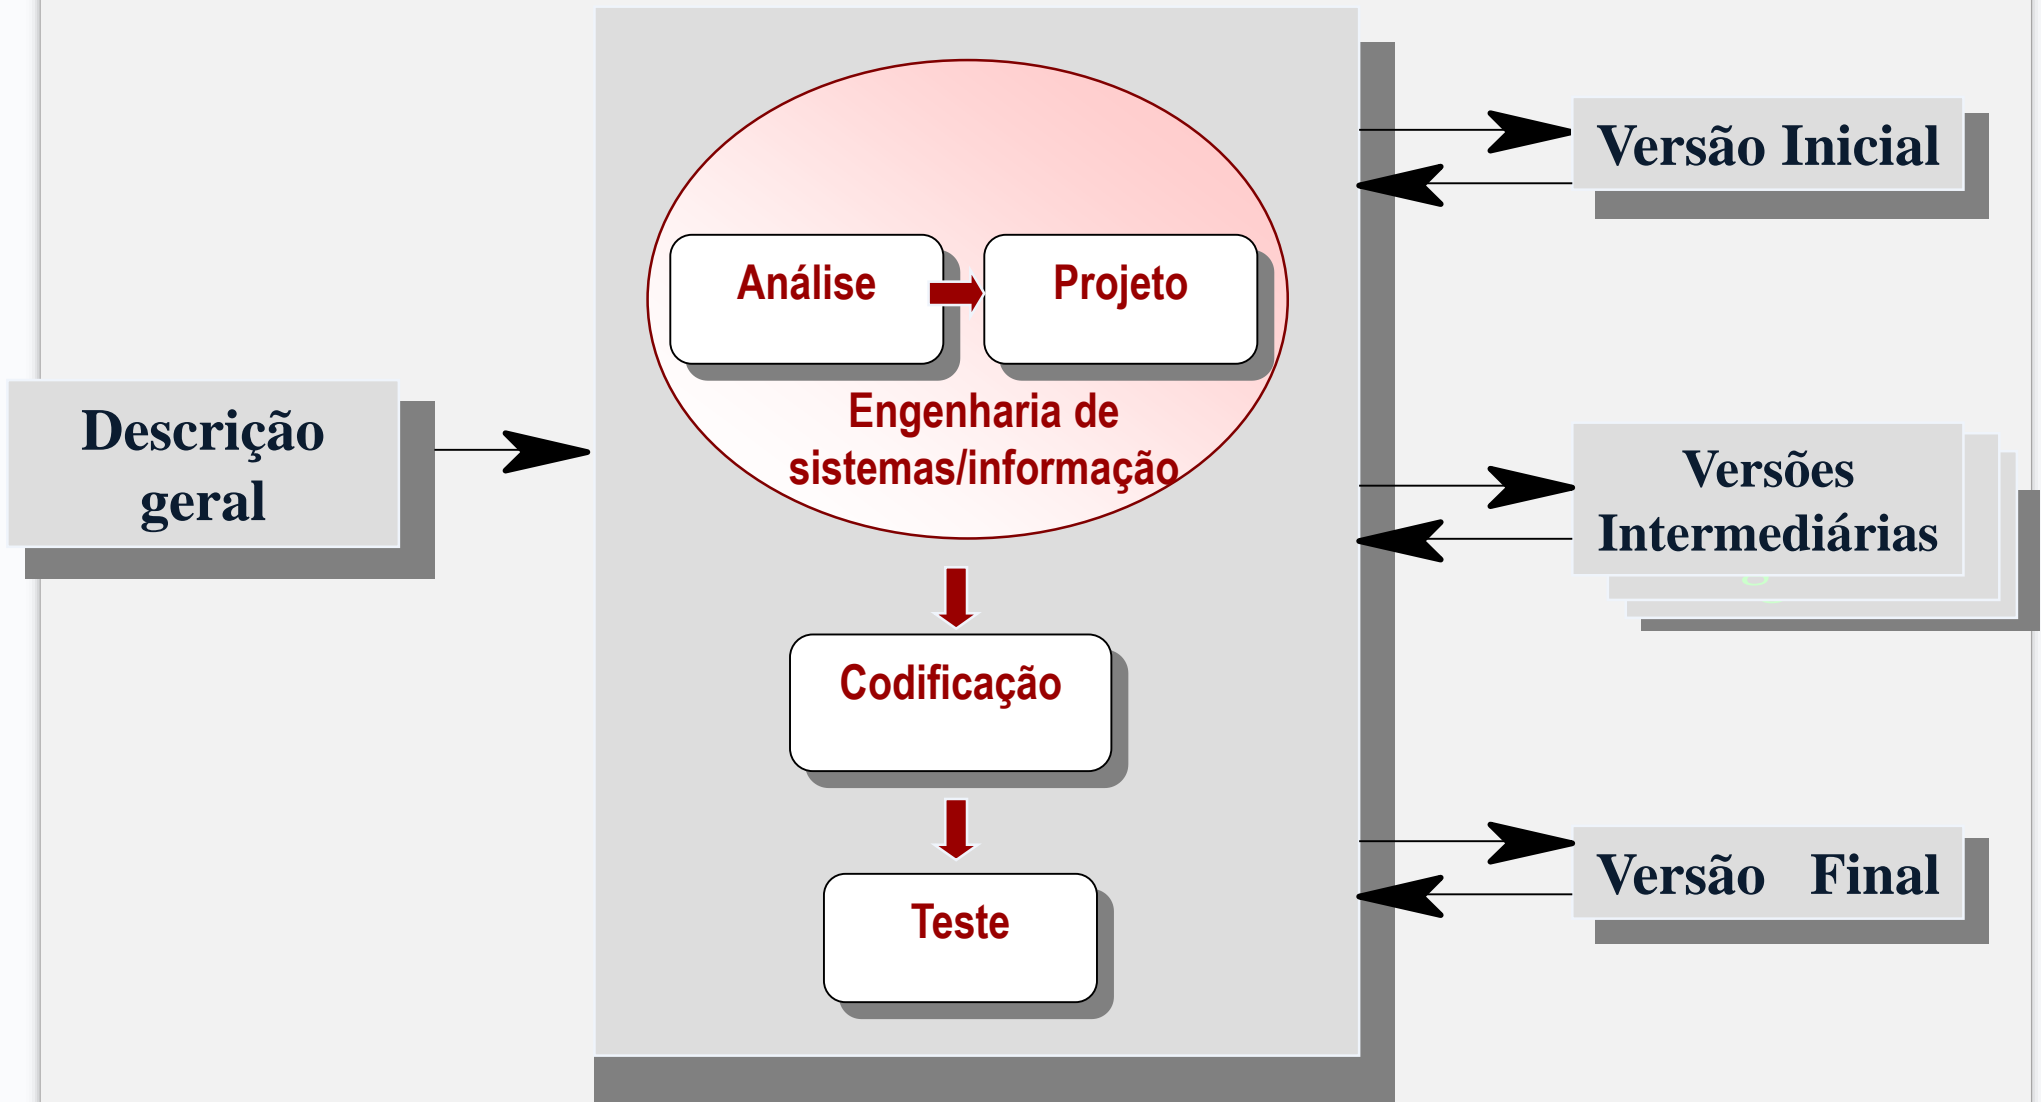 Descrição
geral
Análise
Projeto
Engenharia de
sistemas/informação
Codificação
Teste
Versão Inicial
Versões
Intermediárias
Versão Final